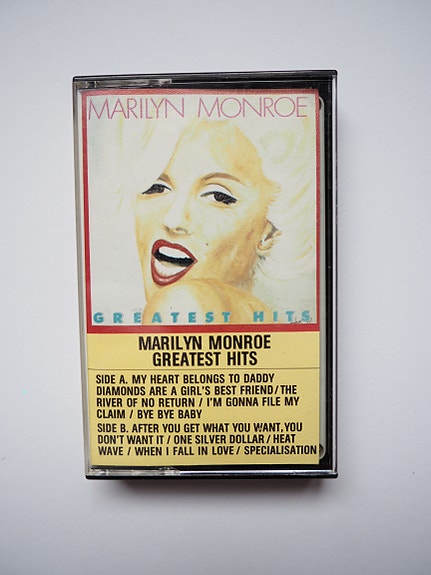 MARILYN MONROE
GREATEST HITS
MARILYN MONROE
GREATEST HITS
SIDE A. MY HEART BELONGS TO DADDY
DIAMONDS ARE A GIRL'S BEST FRIEND / THE
RIVER OF NO RETURN / I'M GONNA FILE MY
CLAIM / BYE BYE BABY
SIDE B. AFTER YOU GET WHAT YOU WANT, YOU
DON'T WANT IT / ONE SILVER DOLLAR / HEAT
WAVE / WHEN I FALL IN LOVE / SPECIALISATION